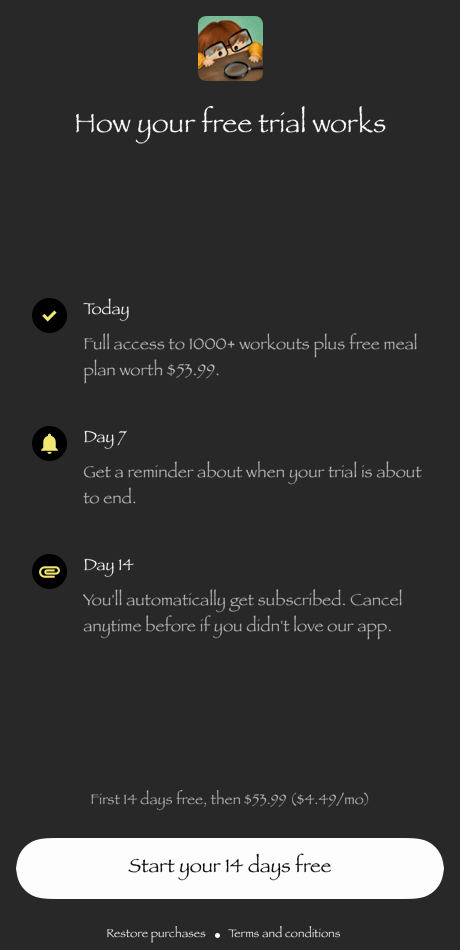 How your free trial works
Today
Full access to 1000+ workouts plus free meal
plan worth $53.99.
Day 7
Get a reminder about when your trial is about
to end.
Day 14
You'll automatically get subscribed. Cancel
anytime before if you didn't love our app.
First 14 days free, then $53.99 ($4.49/mo)
Start your 14 days free
Restore purchases ● Terms and conditions